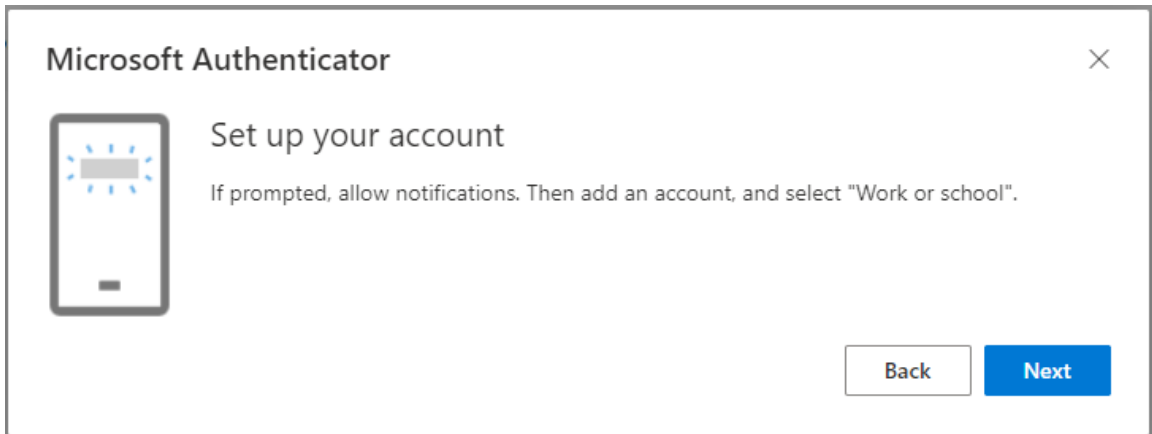 Microsoft Authenticator
Set up your account
If prompted, allow notifications. Then add an account, and select "Work or school".
Back
Next